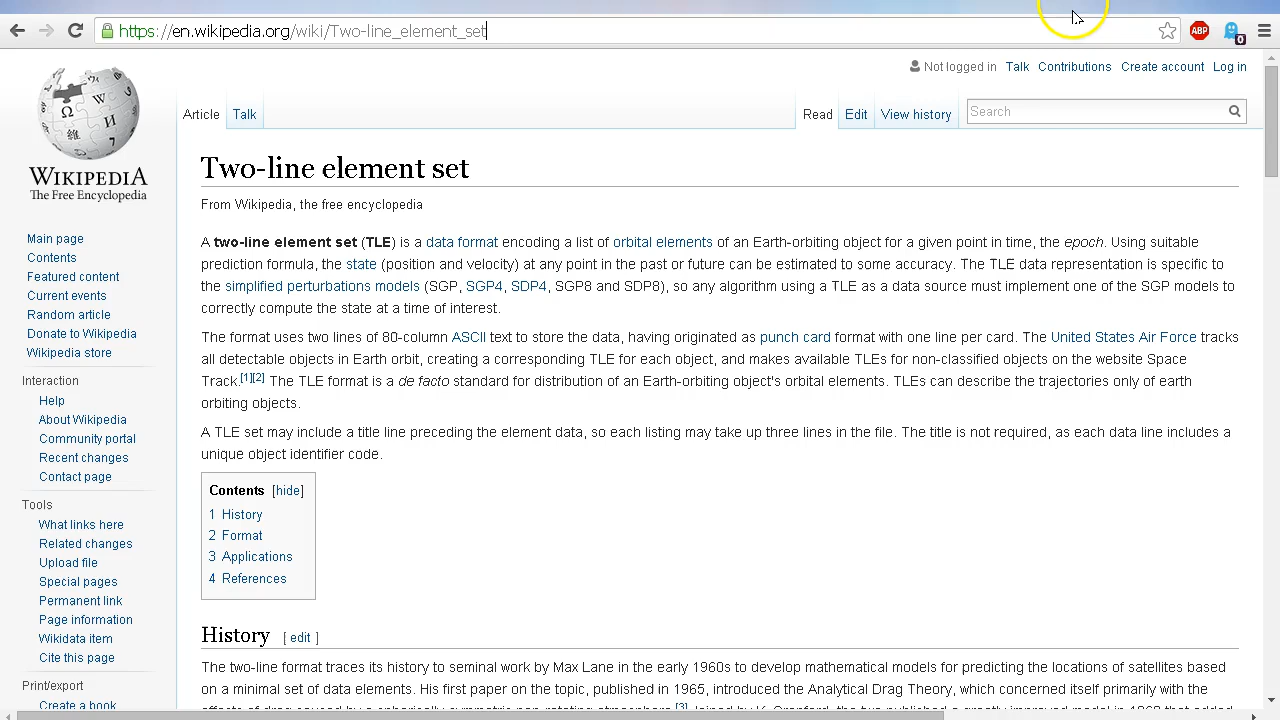 https://en.wikipedia.org/wiki/Two-line_element_set
ABP
0
Not logged in Talk Contributions Create account Log in
Article Talk Read Edit View history Search
WIKIPEDIA
The Free Encyclopedia
Main page
Contents
Featured content
Current events
Random article
Donate to Wikipedia
Wikipedia store
Interaction
Help
About Wikipedia
Community portal
Recent changes
Contact page
Tools
What links here
Related changes
Upload file
Special pages
Permanent link
Page information
Wikidata item
Cite this page
Print/export
Create a book
Two-line element set
From Wikipedia, the free encyclopedia
A two-line element set (TLE) is a data format encoding a list of orbital elements of an Earth-orbiting object for a given point in time, the epoch. Using suitable
prediction formula, the state (position and velocity) at any point in the past or future can be estimated to some accuracy. The TLE data representation is specific to
the simplified perturbations models (SGP, SGP4, SDP4, SGP8 and SDP8), so any algorithm using a TLE as a data source must implement one of the SGP models to
correctly compute the state at a time of interest.
The format uses two lines of 80-column ASCII text to store the data, having originated as punch card format with one line per card. The United States Air Force tracks
all detectable objects in Earth orbit, creating a corresponding TLE for each object, and makes available TLEs for non-classified objects on the website Space
Track.[1][2] The TLE format is a de facto standard for distribution of an Earth-orbiting object's orbital elements. TLEs can describe the trajectories only of earth
orbiting objects.
A TLE set may include a title line preceding the element data, so each listing may take up three lines in the file. The title is not required, as each data line includes a
unique object identifier code.
Contents [hide]
1 History
2 Format
3 Applications
4 References
History [ edit ]
The two-line format traces its history to seminal work by Max Lane in the early 1960s to develop mathematical models for predicting the locations of satellites based
on a minimal set of data elements. His first paper on the topic, published in 1965, introduced the Analytical Drag Theory, which concerned itself primarily with the